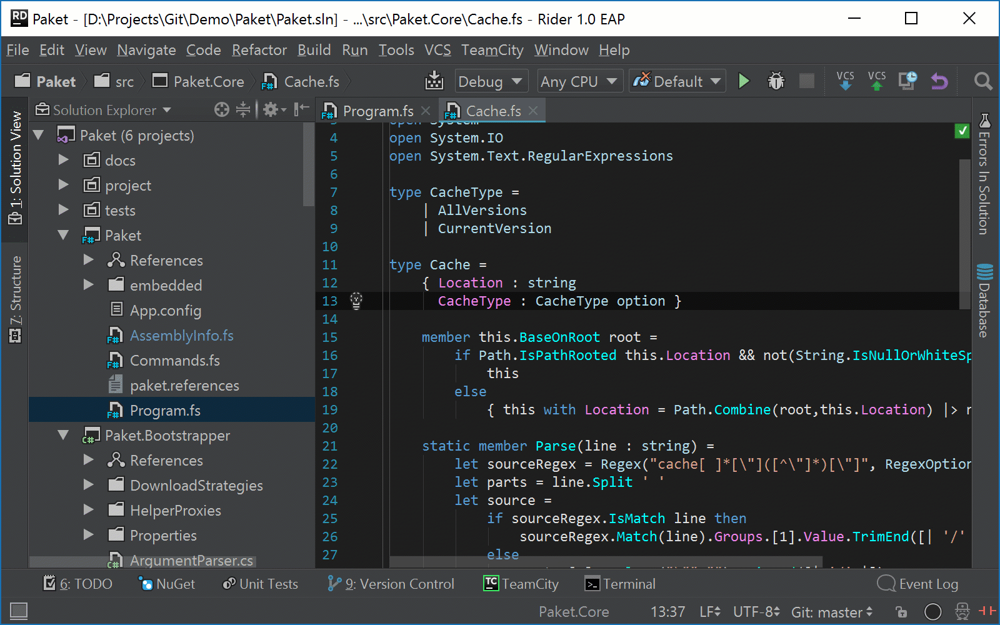 RD Paket - [D:\Projects\Git\Demo\Paket\Paket.sln] - ...\src\Paket.Core\Cache.fs - Rider 1.0 EAP
File Edit View Navigate Code Refactor Build Run Tools VCS TeamCity Window Help
Paket src Paket.Core F# Cache.fs Debug Any CPU Default VCS VCS
1: Solution View
7: Structure
Solution Explorer
Paket (6 projects)
docs
project
tests
F# Paket
References
embedded
App.config
F# AssemblyInfo.fs
F# Commands.fs
paket.references
F# Program.fs
C# Paket.Bootstrapper
References
DownloadStrategies
HelperProxies
Properties
C# ArgumentParser.cs
F# Program.fs F# Cache.fs
3 open System
4 open System.IO
5 open System.Text.RegularExpressions
6
7 type CacheType =
8 | AllVersions
9 | CurrentVersion
10
11 type Cache =
12 { Location : string
13 CacheType : CacheType option }
14
15 member this.BaseOnRoot root =
16 if Path.IsPathRooted this.Location && not(String.IsNullOrWhiteSp
17 this
18 else
19 { this with Location = Path.Combine(root,this.Location) |>
20
21 static member Parse(line : string) =
22 let sourceRegex = Regex("cache[ ]*[\"]([^\"]*)[\"]", RegexOption
23 let parts = line.Split ' '
24 let source =
25 if sourceRegex.IsMatch line then
26 sourceRegex.Match(line).Groups.[1].Value.TrimEnd([| '/'
27 else
Errors In Solution
Database
6: TODO NuGet Unit Tests 9: Version Control TC TeamCity Terminal Event Log
Paket.Core 13:37 LF UTF-8 Git: master